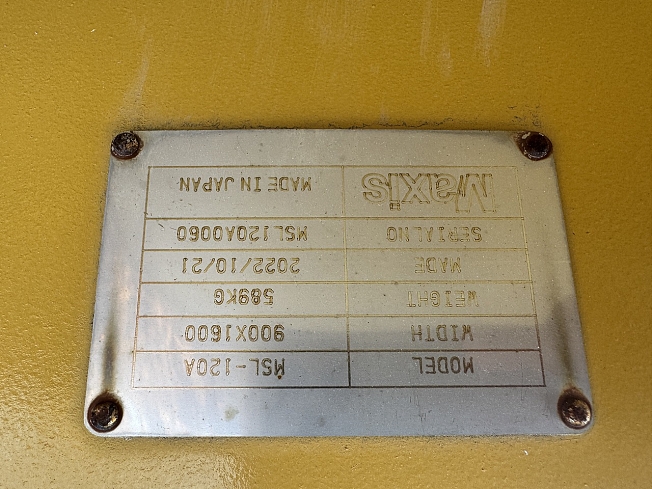 MODEL MSL-120A
WIDTH 900X1600
WEIGHT 589KG
MADE 2022/10/21
SERIAL NO MSL120A0060
Maxis MADE IN JAPAN